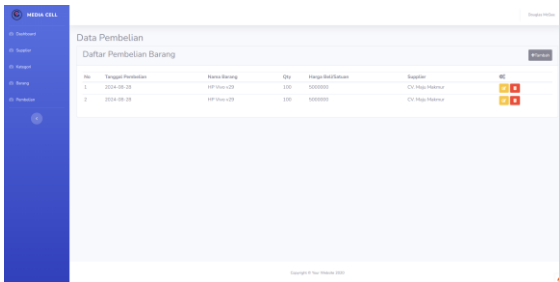 MEDIA CELL
Dashboard
Supplier
Kategori
Barang
Pembelian
Data Pembelian
Daftar Pembelian Barang
No Tanggal Pembelian Nama Barang Qty Harga Beli/Satuan Supplier
1 2024-08-28 HP Vivo v29 100 5000000 CV. Maju Makmur
2 2024-08-28 HP Vivo v29 100 5000000 CV. Maju Makmur
Copyright © Your Website 2020